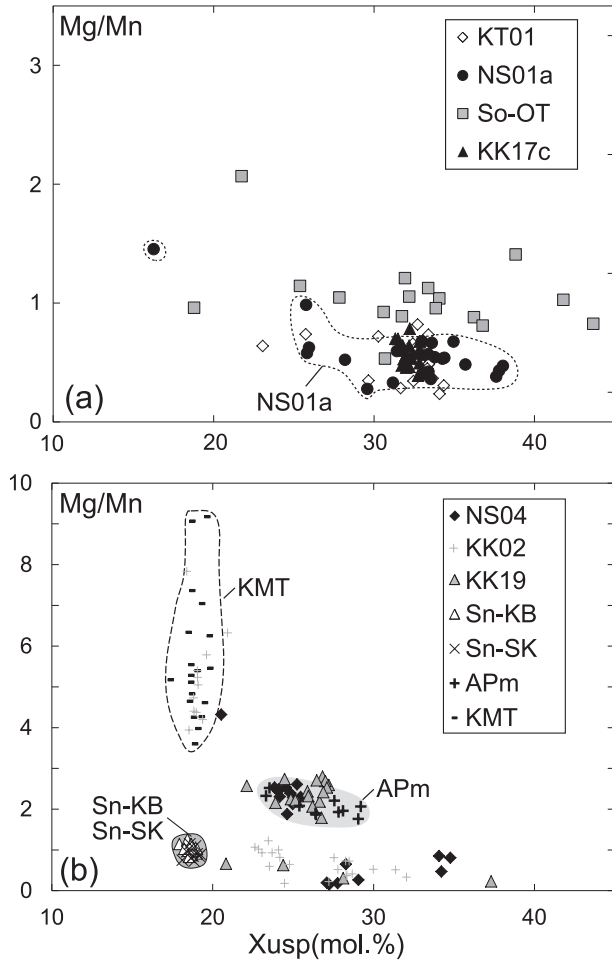 Mg/Mn
KT01
NS01a
So-OT
KK17c
3
2
1
0
NS01a
(a)
10 20 30 40
10
Mg/Mn
NS04
KK02
KK19
Sn-KB
Sn-SK
APm
KMT
8
6
4
2
0
KMT
APm
Sn-KB
Sn-SK
(b)
10 20 30 40
Xusp(mol.%)